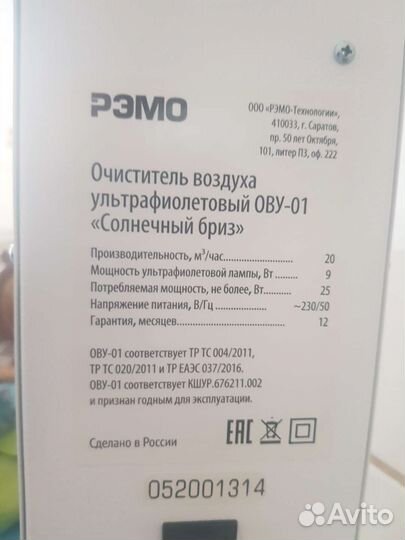 РЭМО
ООО «РЭМО-Технологии»,
410033, г. Саратов,
пр. 50 лет Октября,
101, литер П3, оф. 222
Очиститель воздуха
ультрафиолетовый ОВУ-01
«Солнечный бриз»
Производительность, м³/час............................ 20
Мощность ультрафиолетовой лампы, Вт ......... 9
Потребляемая мощность, не более, Вт.............. 25
Напряжение питания, В/Гц ........................ ~230/50
Гарантия, месяцев.......................................... 12
ОВУ-01 соответствует ТР ТС 004/2011,
ТР ТС 020/2011 и ТР ЕАЭС 037/2016.
ОВУ-01 соответствует КШУР.676211.002
и признан годным для эксплуатации.
Сделано в России
ЕАС
052001314
Avito